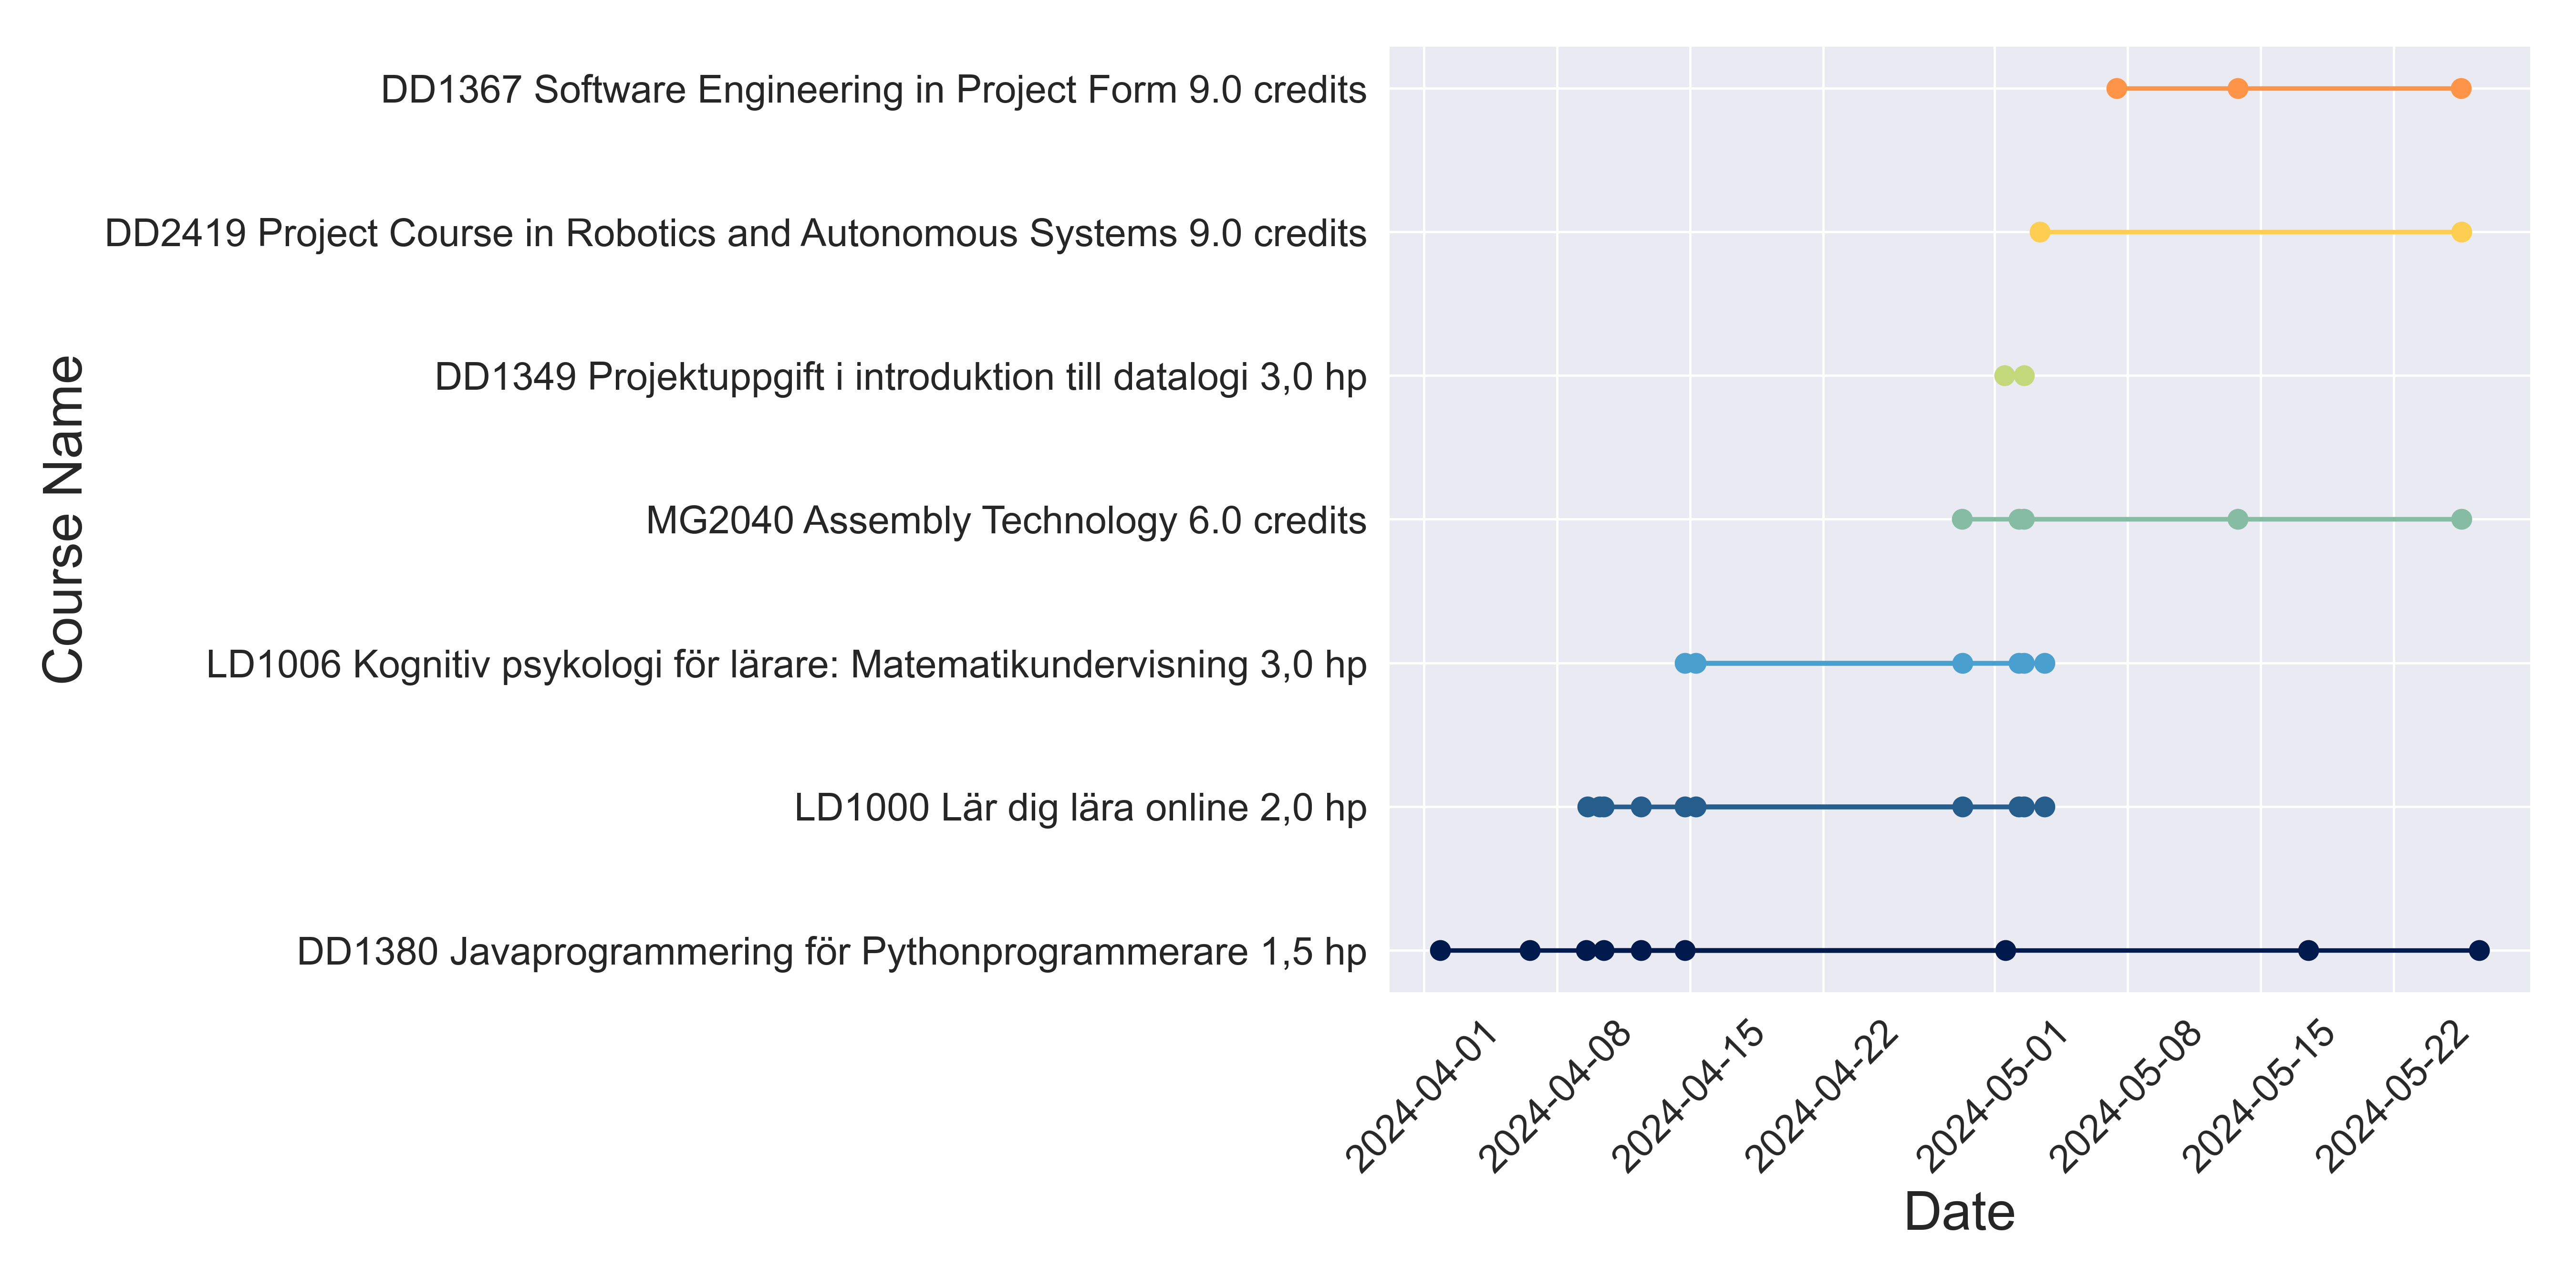 Course Name
DD1367 Software Engineering in Project Form 9.0 credits
DD2419 Project Course in Robotics and Autonomous Systems 9.0 credits
DD1349 Projektuppgift i introduktion till datalogi 3,0 hp
MG2040 Assembly Technology 6.0 credits
LD1006 Kognitiv psykologi för lärare: Matematikundervisning 3,0 hp
LD1000 Lär dig lära online 2,0 hp
DD1380 Javaprogrammering för Pythonprogrammerare 1,5 hp
2024-04-01
2024-04-08
2024-04-15
2024-04-22
2024-05-01
2024-05-08
2024-05-15
2024-05-22
Date